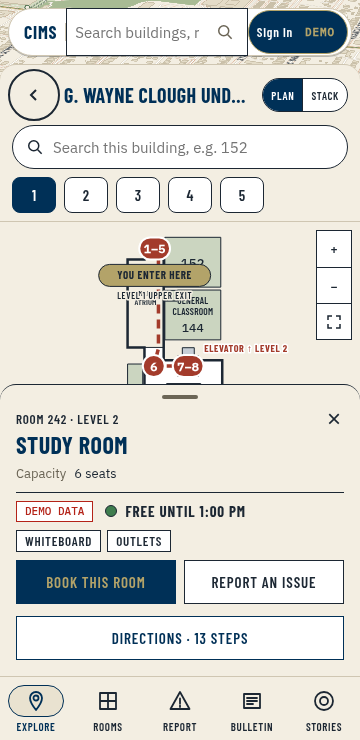 CIMS
Search buildings, r
Sign In DEMO
G. WAYNE CLOUGH UND...
PLAN STACK
Search this building, e.g. 152
1 2 3 4 5
1–5
152
YOU ENTER HERE
LEVEL 1 UPPER EXIT
ATRIUM
GENERAL
CLASSROOM
144
ELEVATOR ↑ LEVEL 2
6 7–8
+
−
ROOM 242 · LEVEL 2
STUDY ROOM
Capacity 6 seats
DEMO DATA FREE UNTIL 1:00 PM
WHITEBOARD OUTLETS
BOOK THIS ROOM REPORT AN ISSUE
DIRECTIONS · 13 STEPS
EXPLORE ROOMS REPORT BULLETIN STORIES